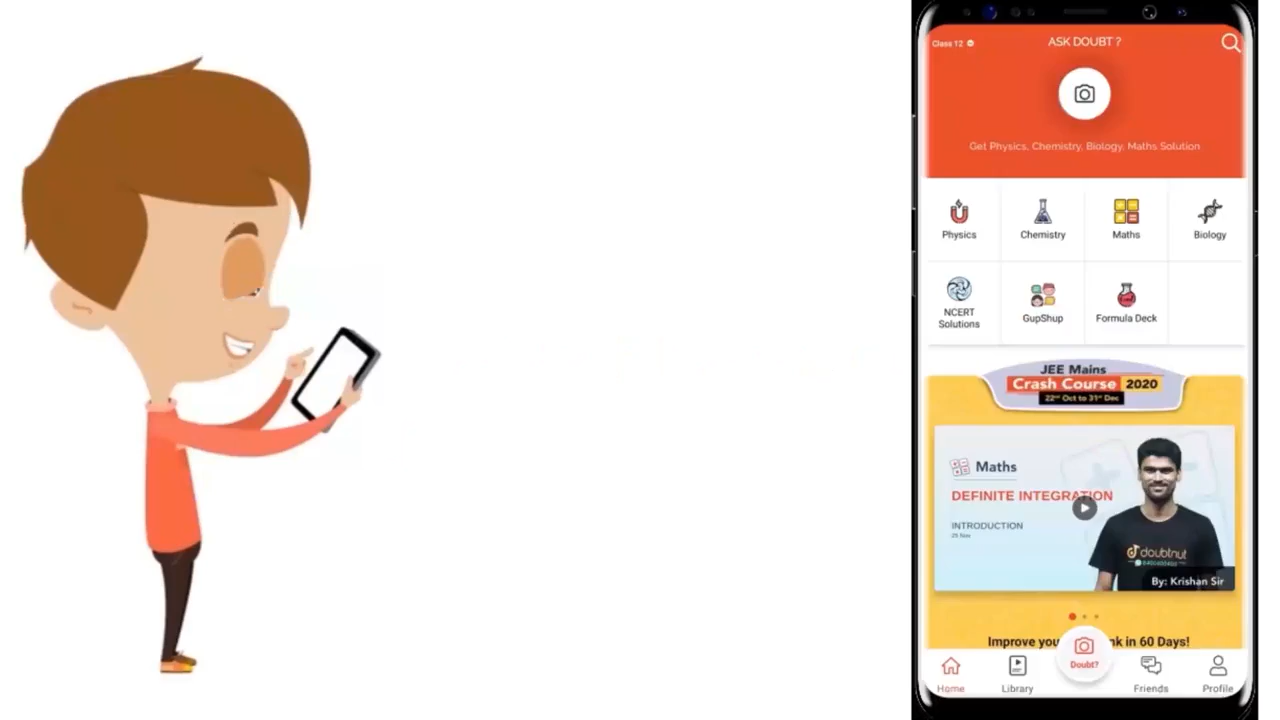 Class 12
ASK DOUBT ?
Get Physics, Chemistry, Biology, Maths Solution
Physics
Chemistry
Maths
Biology
NCERT
Solutions
GupShup
Formula Deck
JEE Mains
Crash Course 2020
22nd Oct to 31st Dec
Maths
DEFINITE INTEGRATION
INTRODUCTION
doubtnut
By: Krishan Sir
Improve you nk in 60 Days!
Doubt?
Home
Library
Friends
Profile